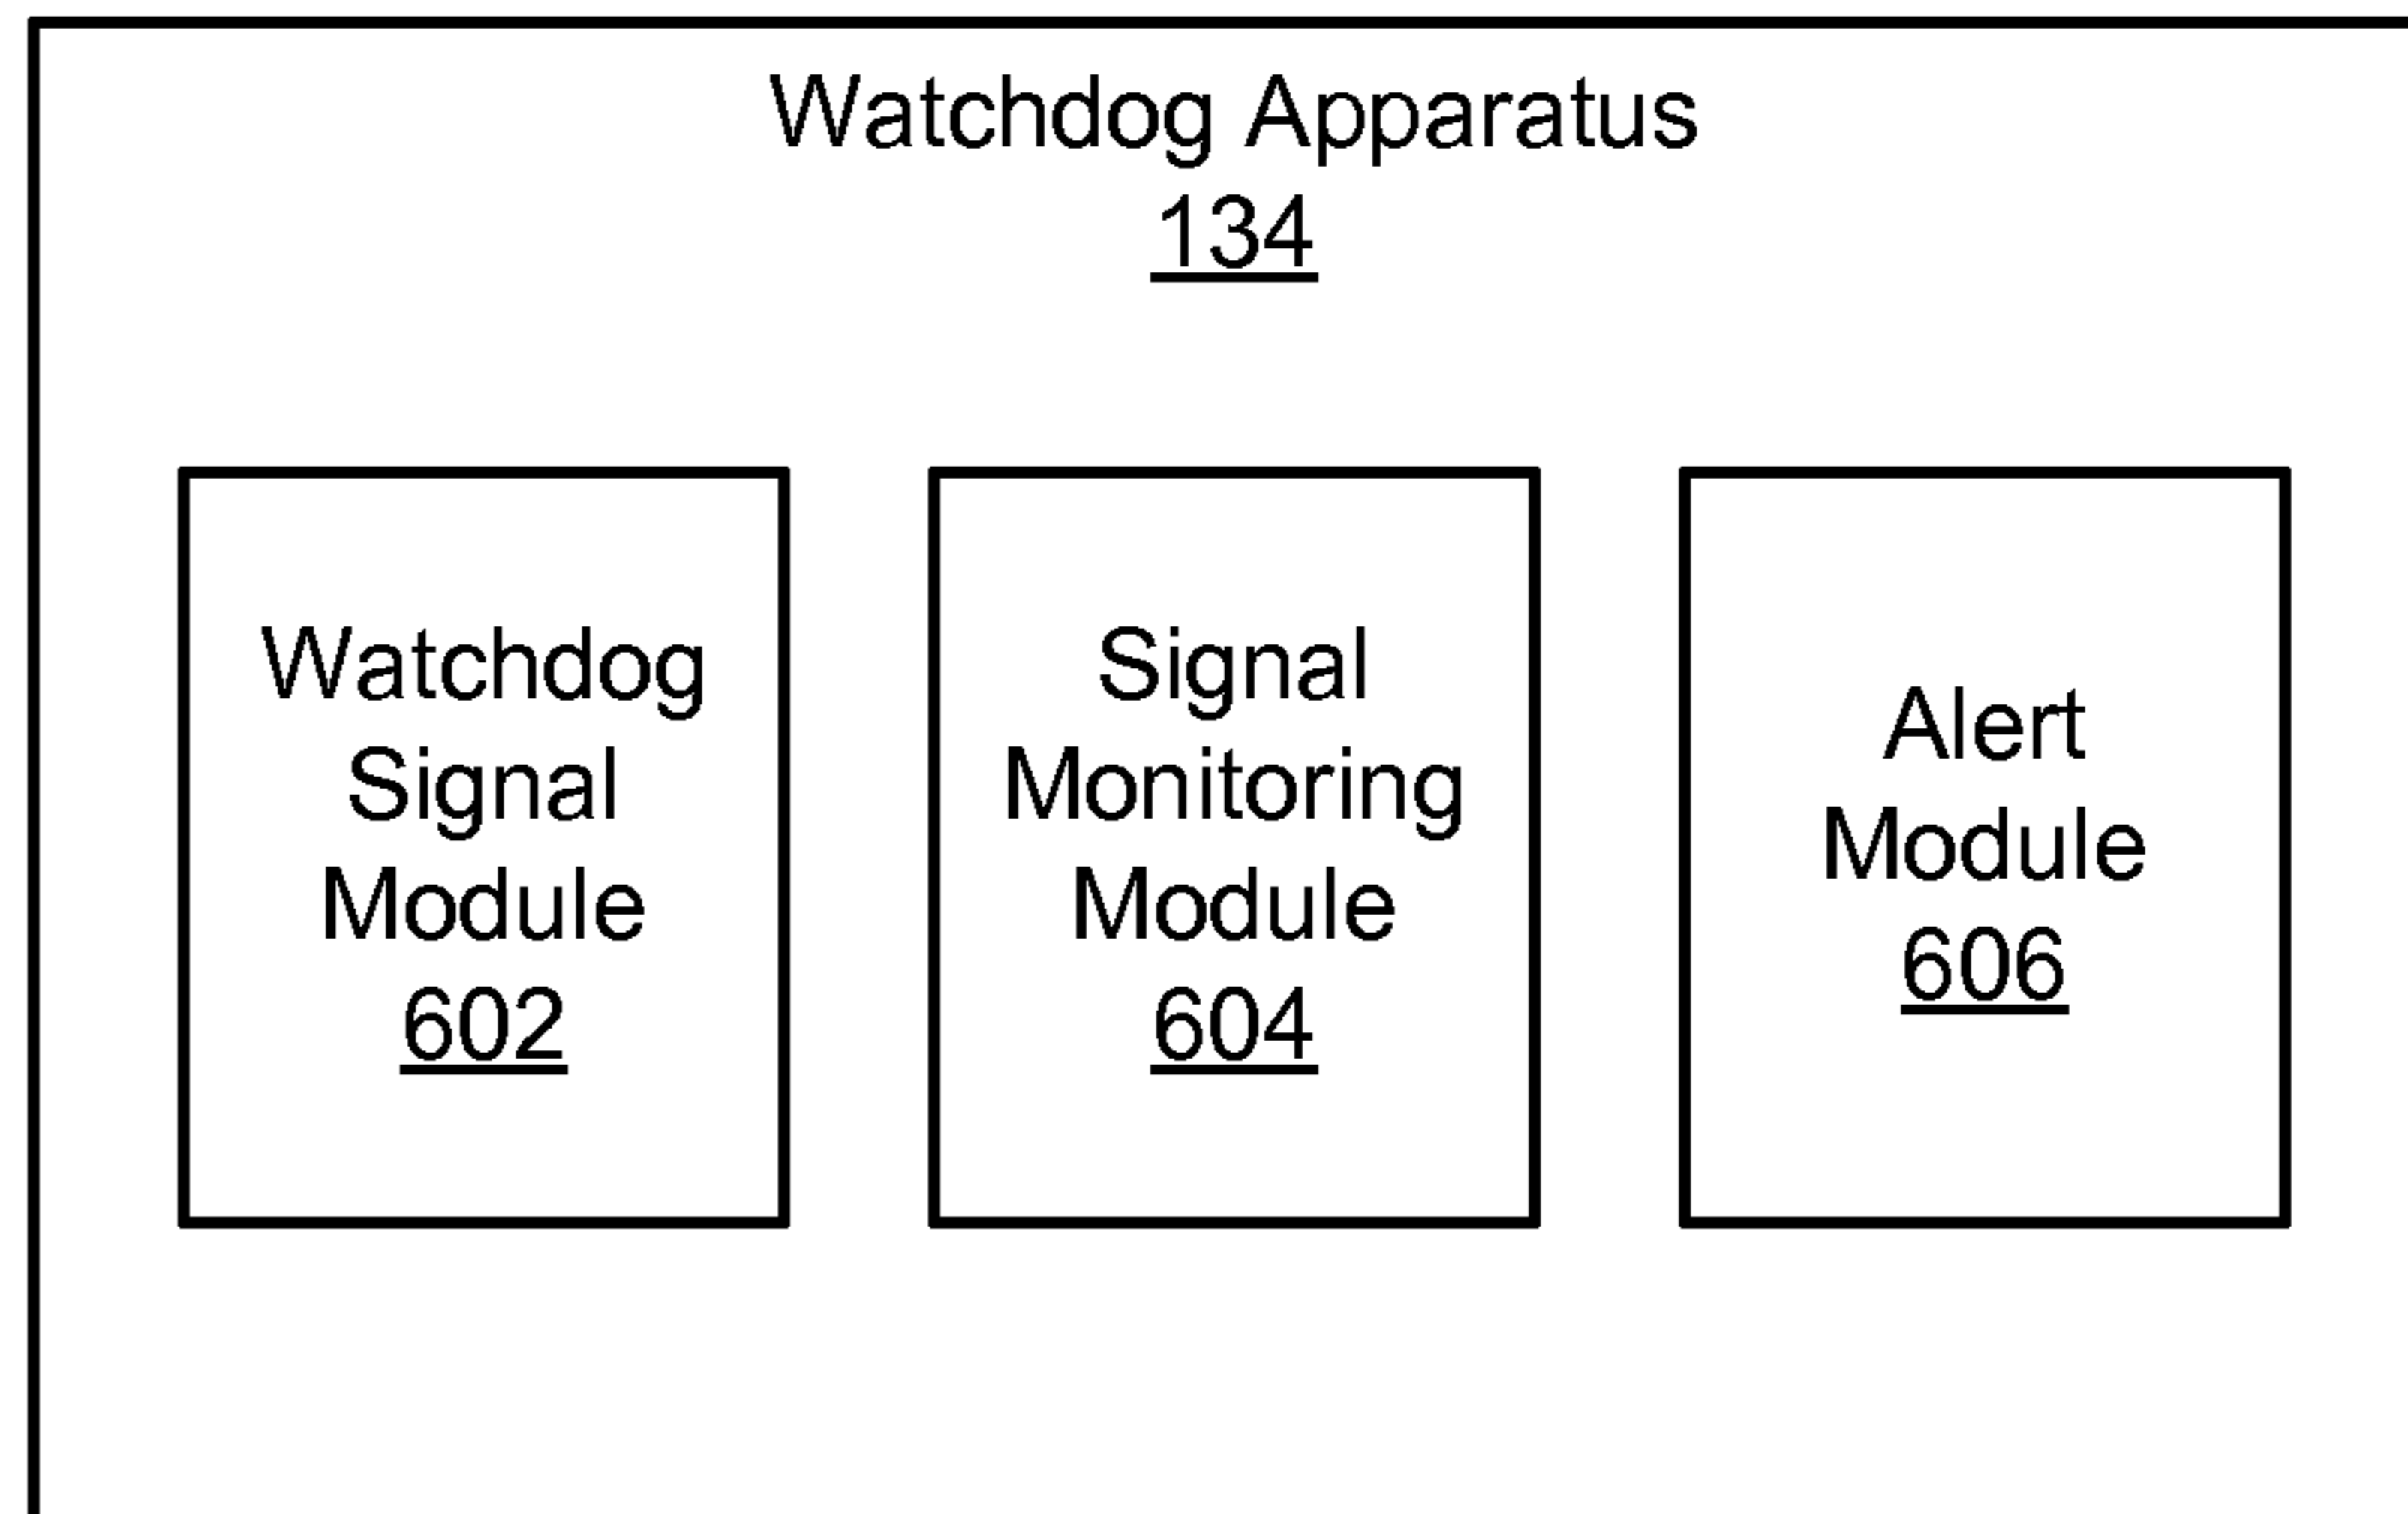 Watchdog Apparatus
134
Watchdog
Signal
Module
602
Signal
Monitoring
Module
604
Alert
Module
606